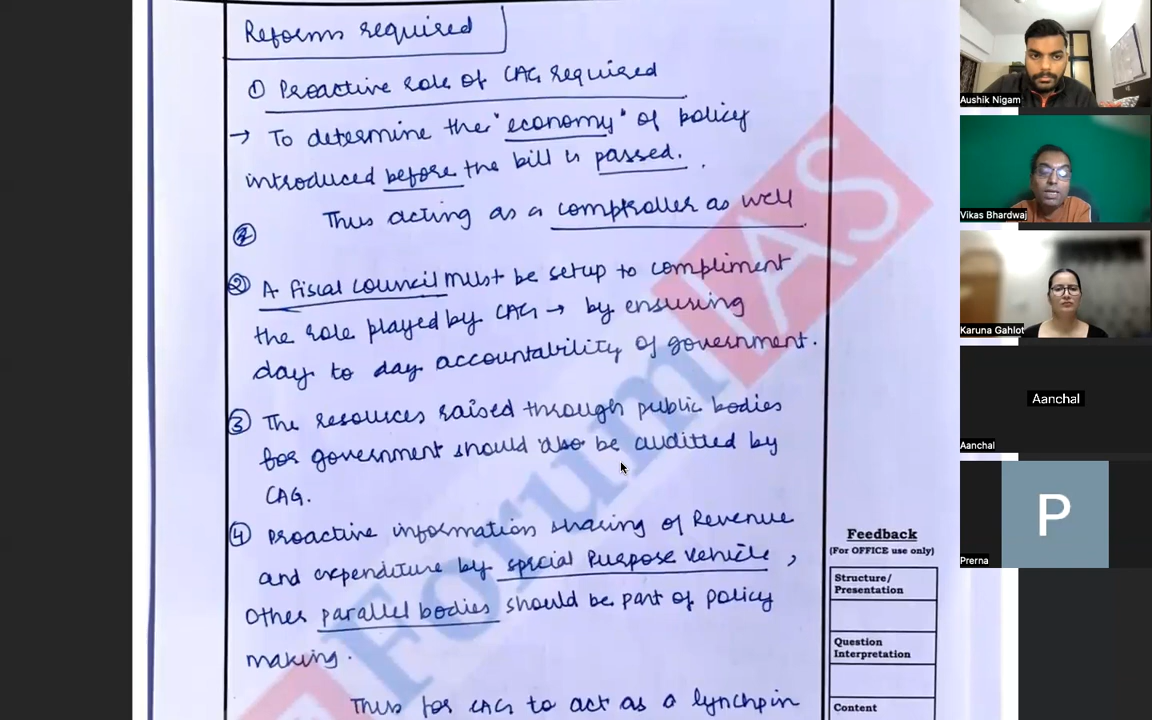 Reforms required
① Proactive role of CAG required
→ To determine the "economy" of policy
introduced before the bill is passed.
Thus acting as a comptroller as well
②
② A fiscal council must be setup to compliment
the role played by CAG → by ensuring
day to day accountability of government.
③ The resources raised through public bodies
for government should also be auditted by
CAG.
④ Proactive information sharing of Revenue
and expenditure by special Purpose vehicle,
Other parallel bodies should be part of policy
making.
Thus for CAG to act as a lynchpin
ForumIAS
Feedback
(For OFFICE use only)
Structure/
Presentation
Question
Interpretation
Content
Aushik Nigam
Vikas Bhardwaj
Karuna Gahlot
Aanchal
Aanchal
P
Prerna